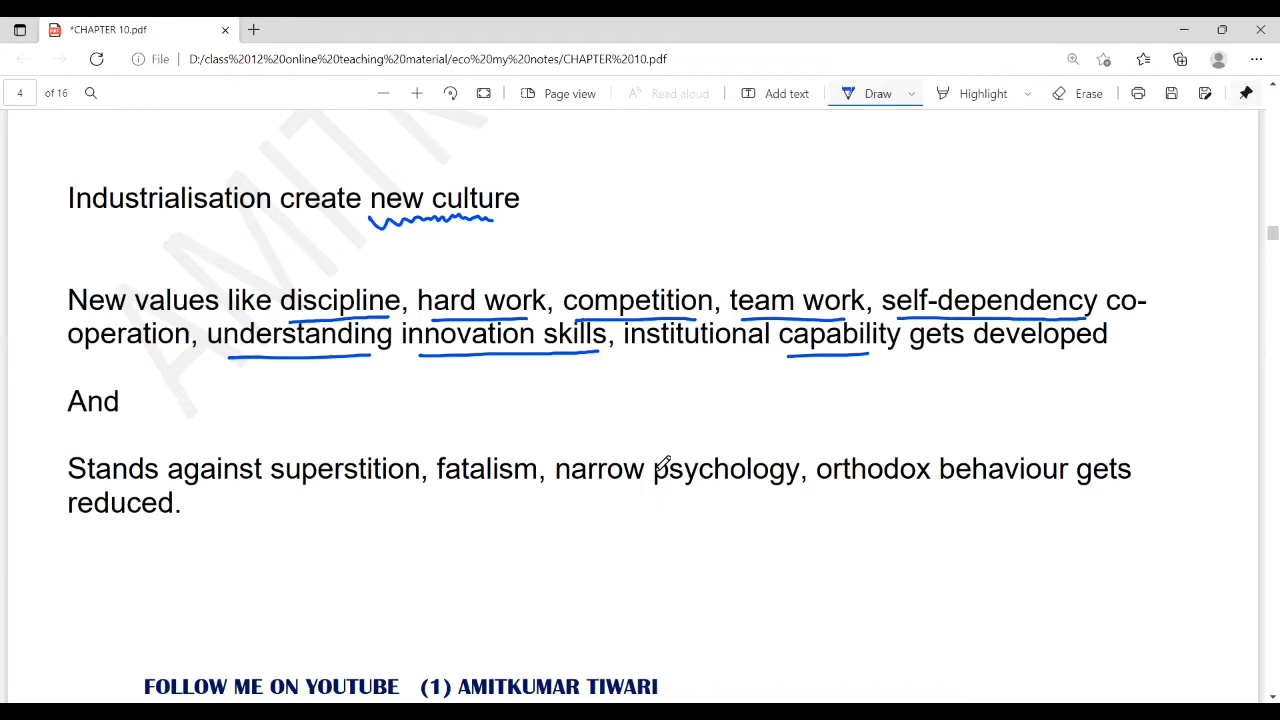 *CHAPTER 10.pdf
File D:/class%2012%20online%20teaching%20material/eco%20my%20notes/CHAPTER%2010.pdf
4 of 16 Page view Read aloud Add text Draw Highlight Erase
Industrialisation create new culture
New values like discipline, hard work, competition, team work, self-dependency co-
operation, understanding innovation skills, institutional capability gets developed
And
Stands against superstition, fatalism, narrow psychology, orthodox behaviour gets
reduced.
FOLLOW ME ON YOUTUBE (1) AMITKUMAR TIWARI